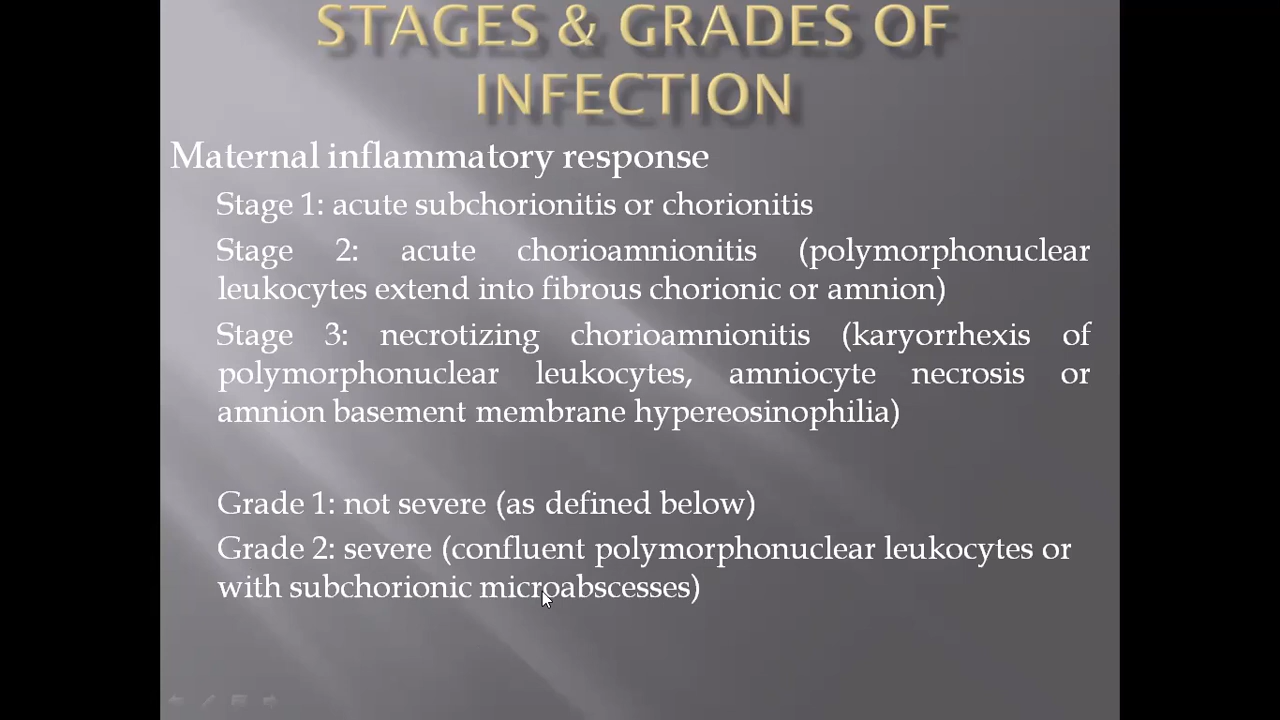 STAGES & GRADES OF
INFECTION
Maternal inflammatory response
Stage 1: acute subchorionitis or chorionitis
Stage 2: acute chorioamnionitis (polymorphonuclear
leukocytes extend into fibrous chorionic or amnion)
Stage 3: necrotizing chorioamnionitis (karyorrhexis of
polymorphonuclear leukocytes, amniocyte necrosis or
amnion basement membrane hypereosinophilia)
Grade 1: not severe (as defined below)
Grade 2: severe (confluent polymorphonuclear leukocytes or
with subchorionic microabscesses)